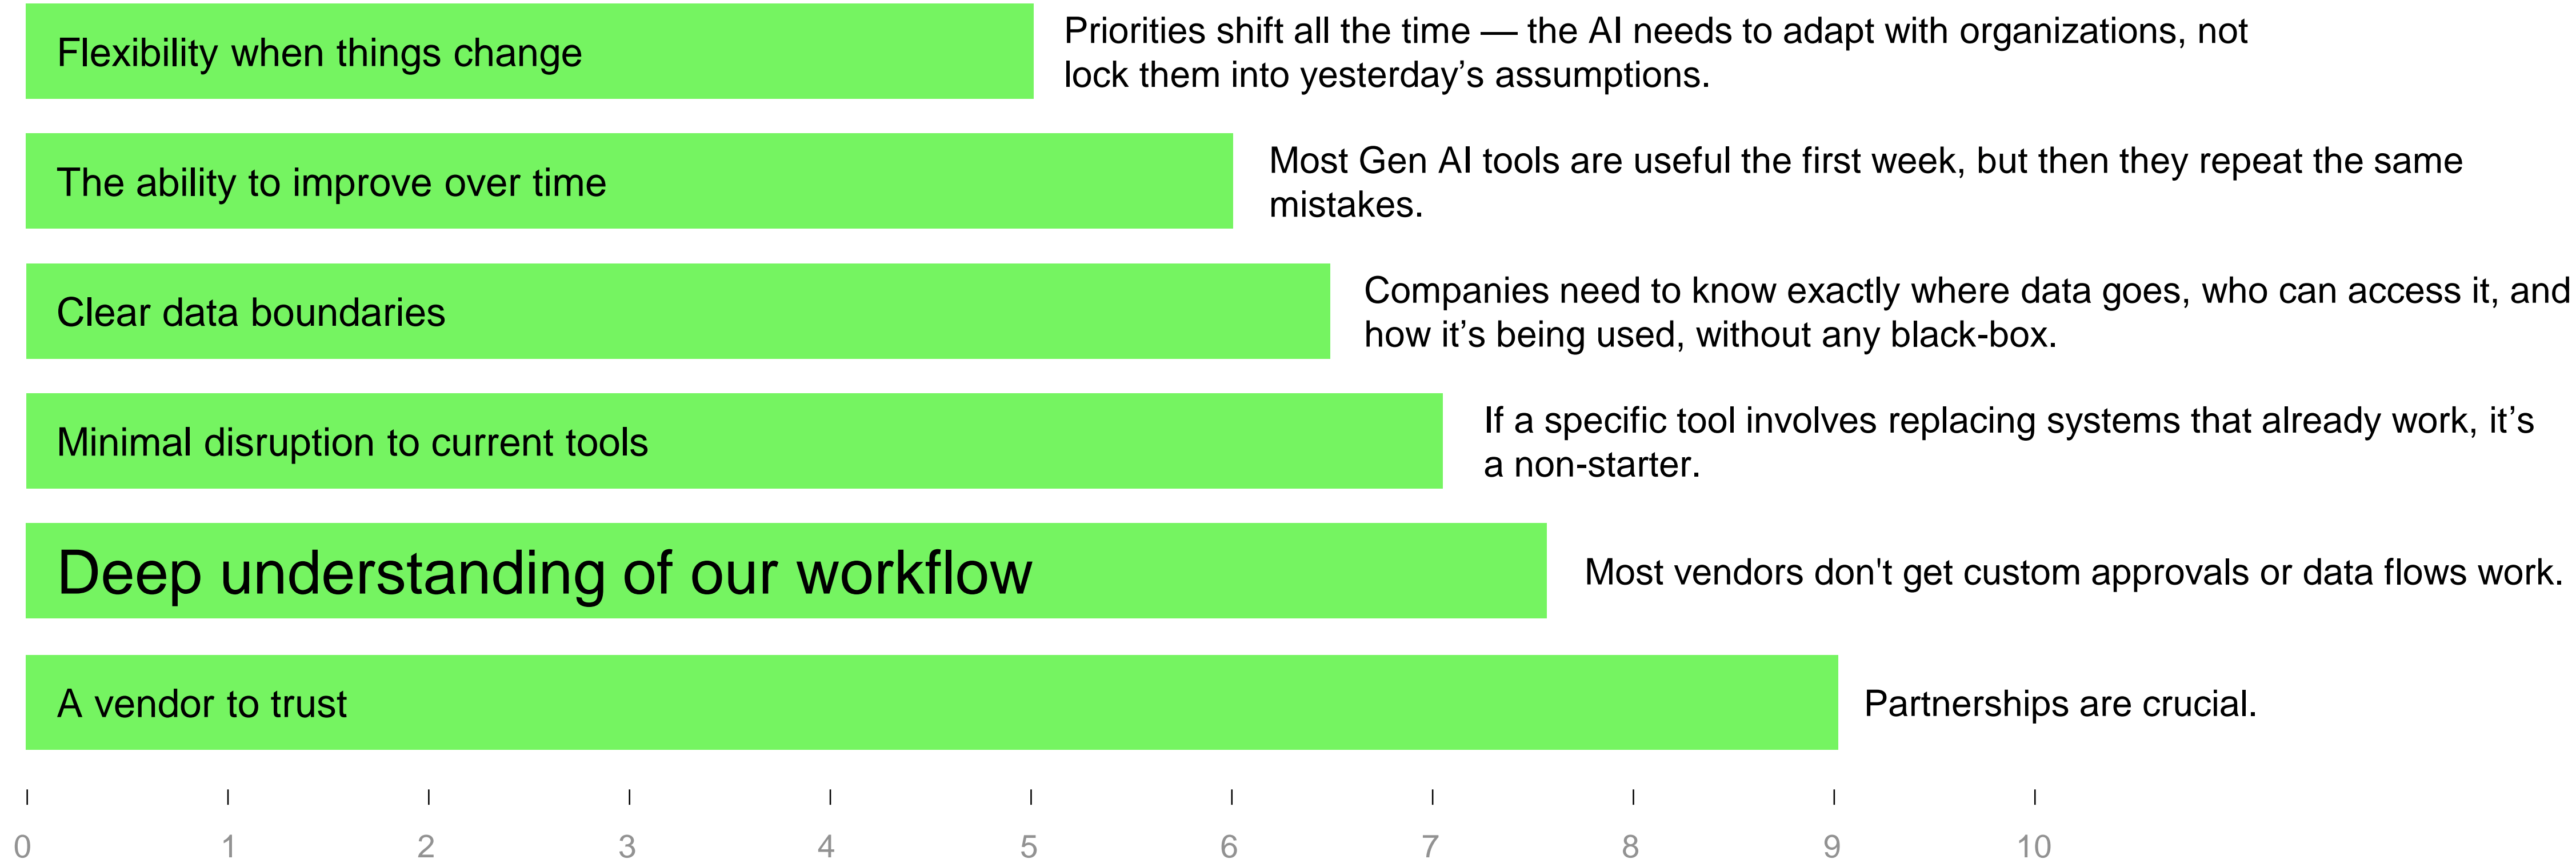 Flexibility when things change
Priorities shift all the time — the AI needs to adapt with organizations, not
lock them into yesterday’s assumptions.
The ability to improve over time
Most Gen AI tools are useful the first week, but then they repeat the same
mistakes.
Clear data boundaries
Companies need to know exactly where data goes, who can access it, and
how it’s being used, without any black-box.
Minimal disruption to current tools
If a specific tool involves replacing systems that already work, it’s
a non-starter.
Deep understanding of our workflow
Most vendors don't get custom approvals or data flows work.
A vendor to trust
Partnerships are crucial.
0 1 2 3 4 5 6 7 8 9 10